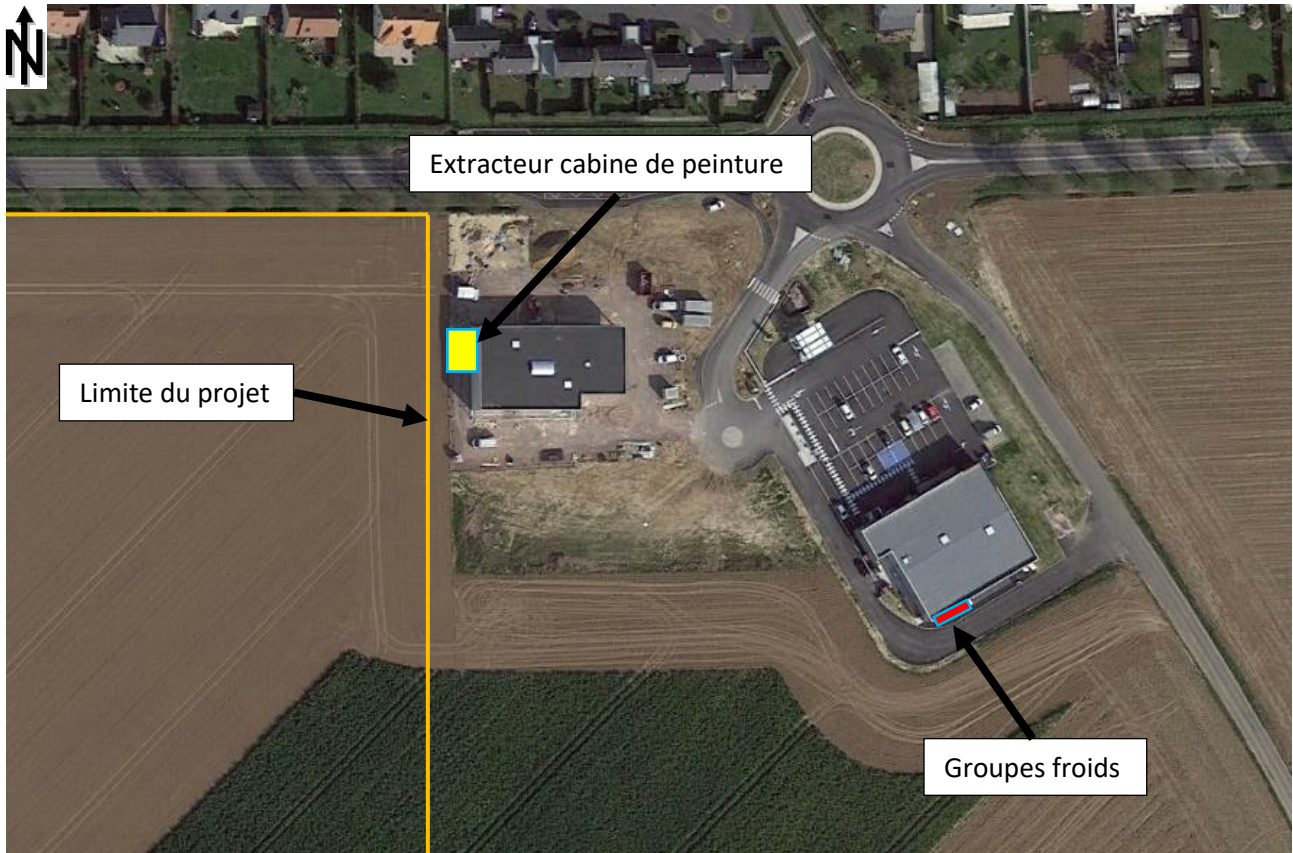 N
Extracteur cabine de peinture
Limite du projet
Groupes froids